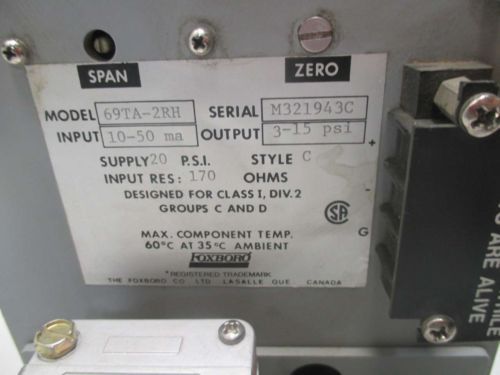 SPAN ZERO
MODEL 69TA-2RH SERIAL M321943C
INPUT 10-50 ma OUTPUT 3-15 psi
SUPPLY 20 P.S.I. STYLE C
INPUT RES: 170 OHMS
DESIGNED FOR CLASS I, DIV. 2
GROUPS C AND D
SA
MAX. COMPONENT TEMP.
60°C AT 35°C AMBIENT
FOXBORO
*REGISTERED TRADEMARK
THE FOXBORO CO LTD LASALLE QUE. CANADA
+
G
ARE ALIVE